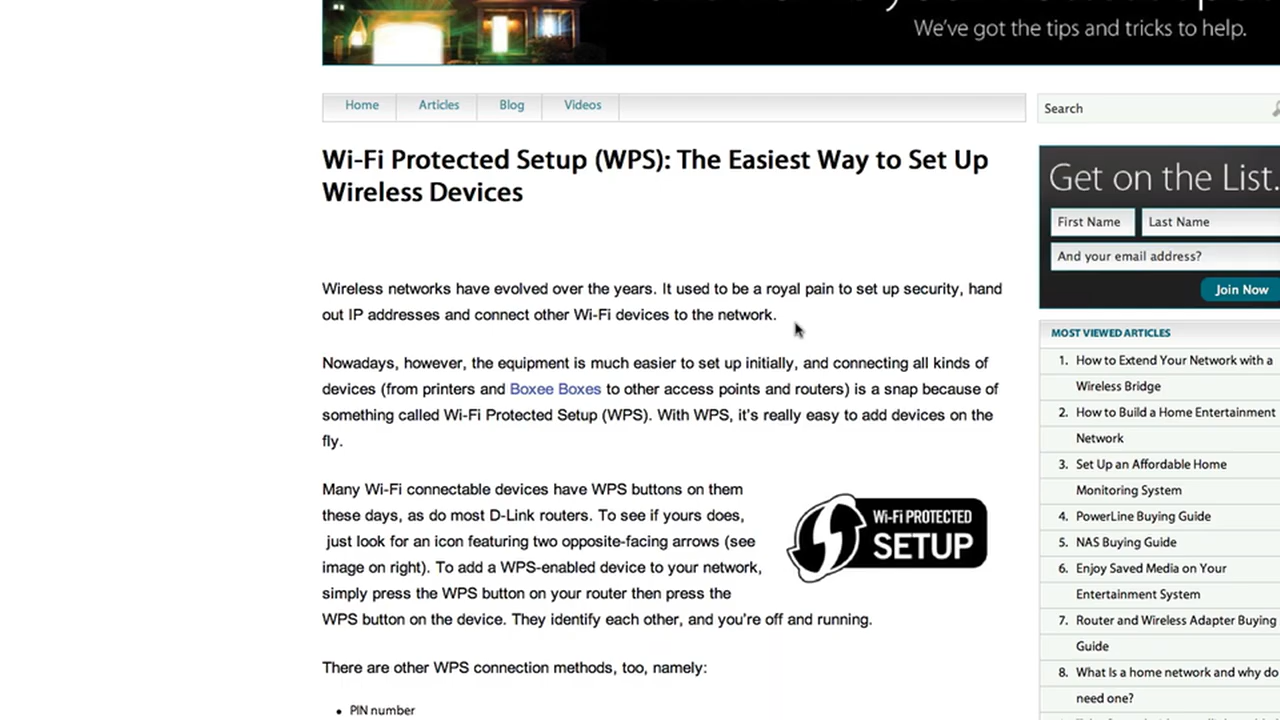 We've got the tips and tricks to help.
Home
Articles
Blog
Videos
Search
Wi-Fi Protected Setup (WPS): The Easiest Way to Set Up
Wireless Devices
Wireless networks have evolved over the years. It used to be a royal pain to set up security, hand
out IP addresses and connect other Wi-Fi devices to the network.
Nowadays, however, the equipment is much easier to set up initially, and connecting all kinds of
devices (from printers and Boxee Boxes to other access points and routers) is a snap because of
something called Wi-Fi Protected Setup (WPS). With WPS, it's really easy to add devices on the
fly.
Many Wi-Fi connectable devices have WPS buttons on them
these days, as do most D-Link routers. To see if yours does,
just look for an icon featuring two opposite-facing arrows (see
image on right). To add a WPS-enabled device to your network,
simply press the WPS button on your router then press the
WPS button on the device. They identify each other, and you're off and running.
Wi-Fi PROTECTED
SETUP
There are other WPS connection methods, too, namely:
• PIN number
Get on the List.
First Name
Last Name
And your email address?
Join Now
MOST VIEWED ARTICLES
1. How to Extend Your Network with a
Wireless Bridge
2. How to Build a Home Entertainment
Network
3. Set Up an Affordable Home
Monitoring System
4. PowerLine Buying Guide
5. NAS Buying Guide
6. Enjoy Saved Media on Your
Entertainment System
7. Router and Wireless Adapter Buying
Guide
8. What Is a home network and why do
need one?